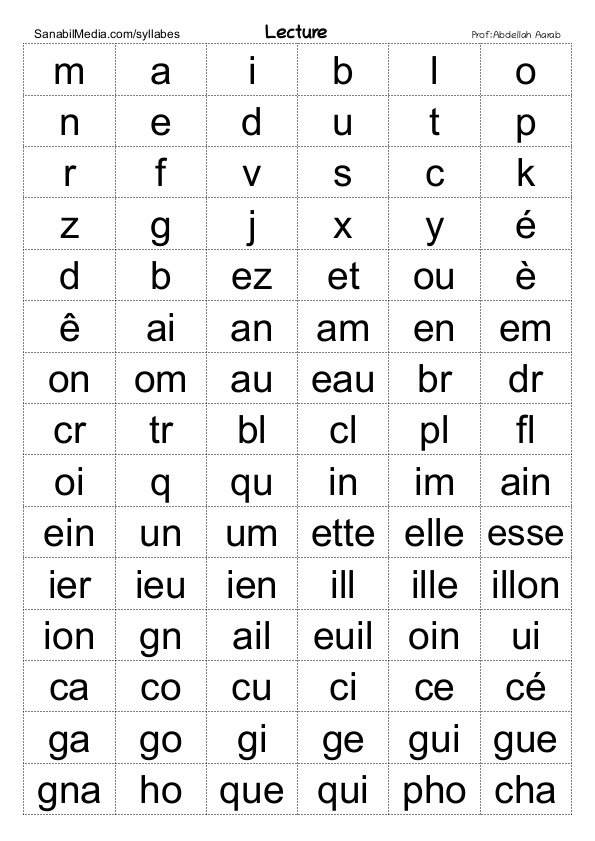 SanabilMedia.com/syllabes Lecture Prof:Abdellah Aarab
m a i b l o
n e d u t p
r f v s c k
z g j x y é
d b ez et ou è
ê ai an am en em
on om au eau br dr
cr tr bl cl pl fl
oi q qu in im ain
ein un um ette elle esse
ier ieu ien ill ille illon
ion gn ail euil oin ui
ca co cu ci ce cé
ga go gi ge gui gue
gna ho que qui pho cha